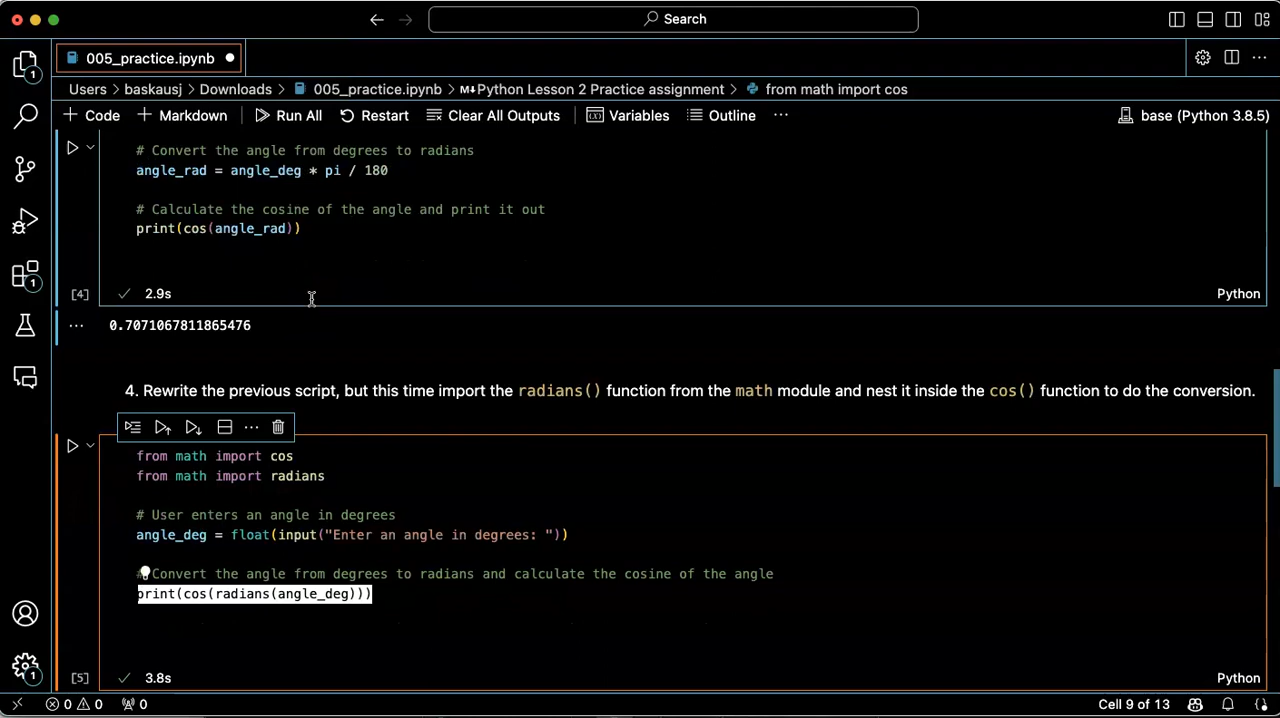 Search
005_practice.ipynb
Users > baskausj > Downloads > 005_practice.ipynb > M↓Python Lesson 2 Practice assignment > from math import cos
+ Code + Markdown Run All Restart Clear All Outputs Variables Outline ... base (Python 3.8.5)
# Convert the angle from degrees to radians
angle_rad = angle_deg * pi / 180
# Calculate the cosine of the angle and print it out
print(cos(angle_rad))
[4] 2.9s Python
... 0.7071067811865476
4. Rewrite the previous script, but this time import the radians() function from the math module and nest it inside the cos() function to do the conversion.
from math import cos
from math import radians
# User enters an angle in degrees
angle_deg = float(input("Enter an angle in degrees: "))
# Convert the angle from degrees to radians and calculate the cosine of the angle
print(cos(radians(angle_deg)))
[5] 3.8s Python
1
1
1
0 0 0 Cell 9 of 13